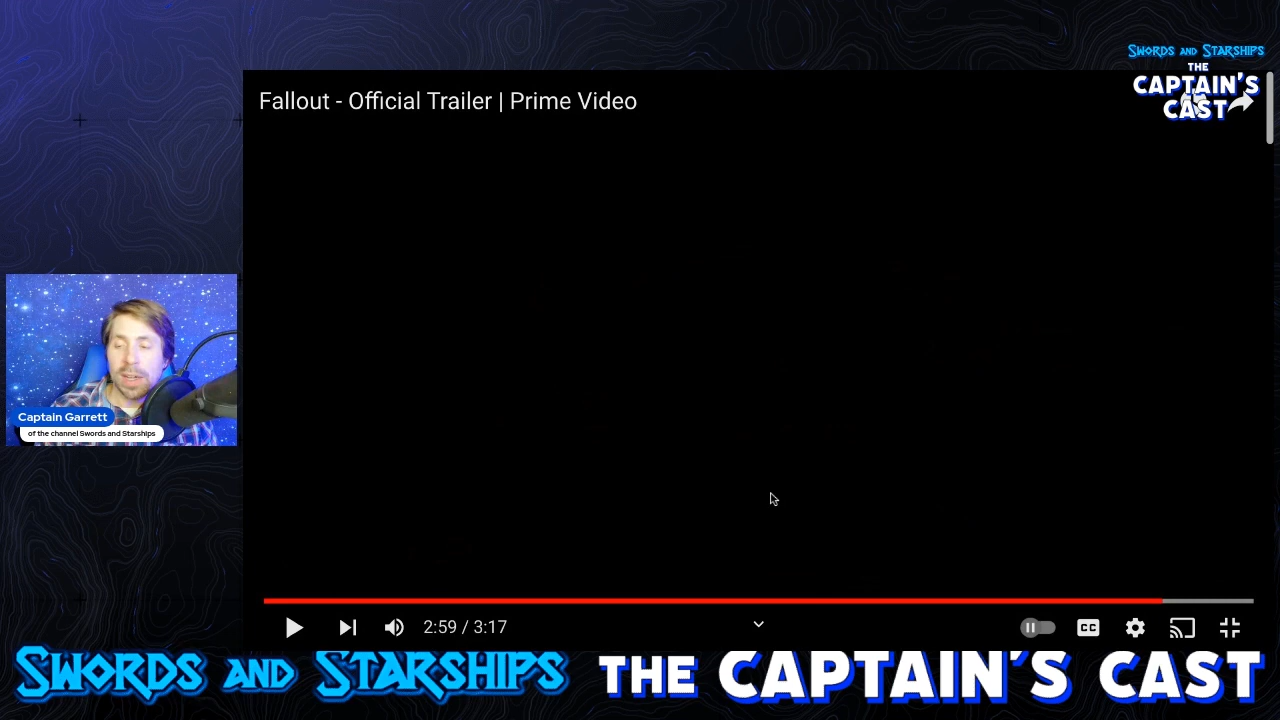 Swords and Starships
THE
CAPTAIN'S
CAST
Fallout - Official Trailer | Prime Video
Captain Garrett
of the channel Swords and Starships
2:59 / 3:17
CC
Swords and Starships THE CAPTAIN'S CAST